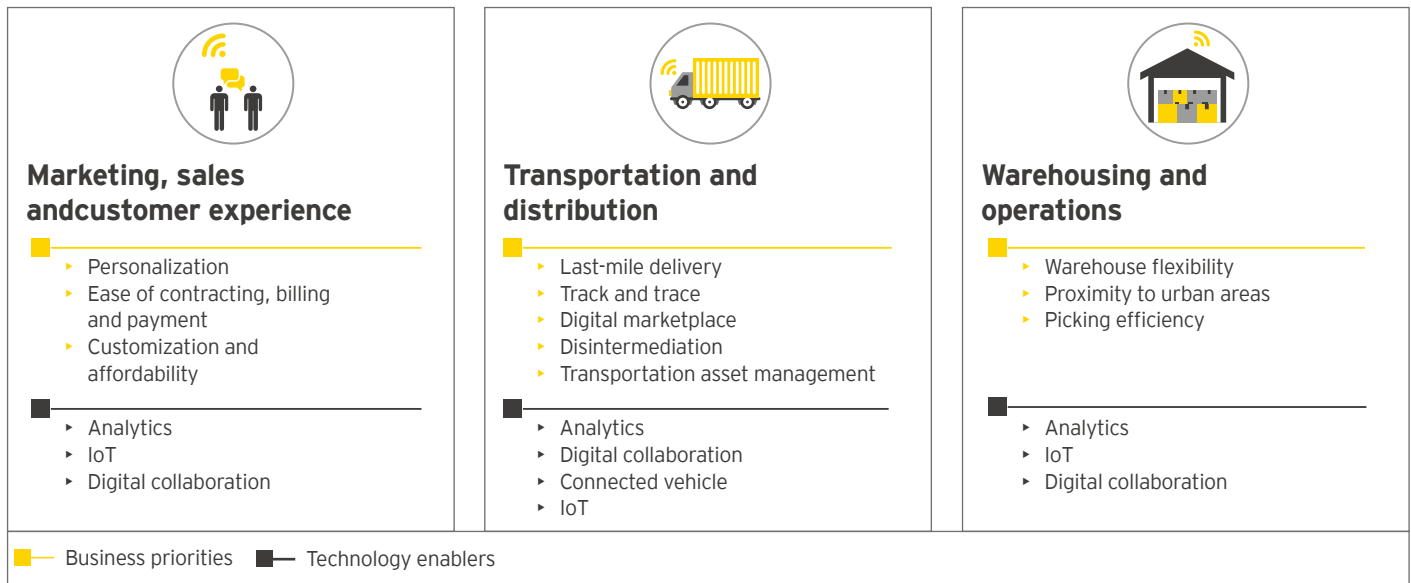 Marketing, sales
andcustomer experience
Personalization
Ease of contracting, billing
and payment
Customization and
affordability
Analytics
IoT
Digital collaboration
Transportation and
distribution
Last-mile delivery
Track and trace
Digital marketplace
Disintermediation
Transportation asset management
Analytics
Digital collaboration
Connected vehicle
IoT
Warehousing and
operations
Warehouse flexibility
Proximity to urban areas
Picking efficiency
Analytics
IoT
Digital collaboration
Business priorities
Technology enablers